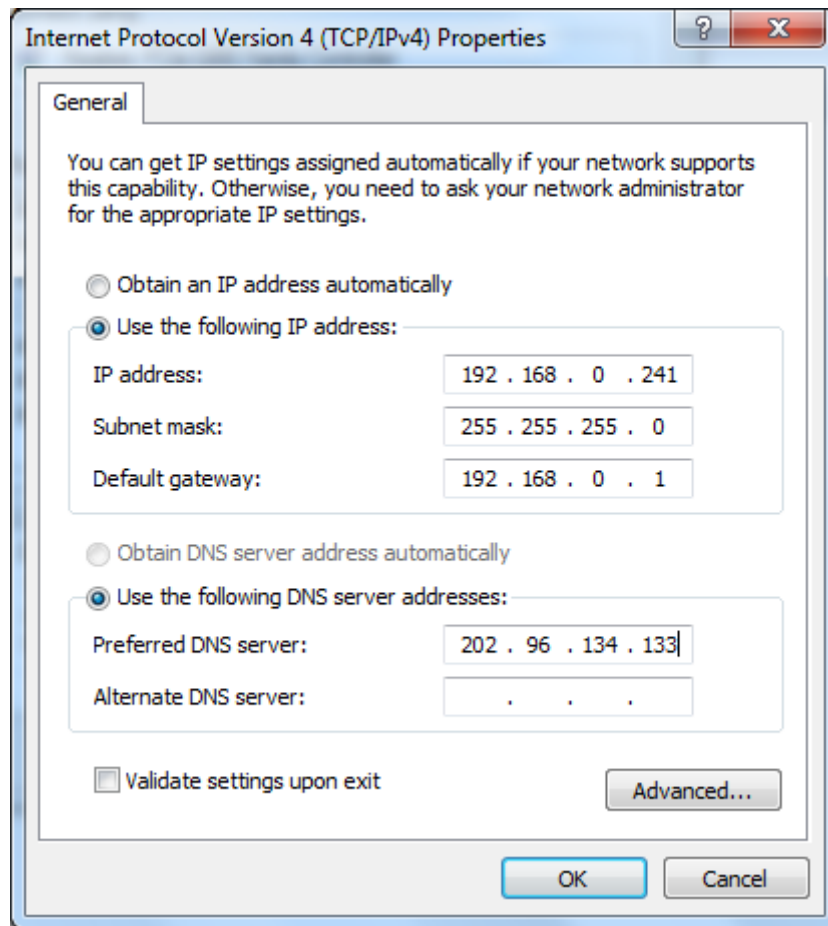 Internet Protocol Version 4 (TCP/IPv4) Properties
?
General
You can get IP settings assigned automatically if your network supports
this capability. Otherwise, you need to ask your network administrator
for the appropriate IP settings.
Obtain an IP address automatically
Use the following IP address:
IP address: 192 . 168 . 0 . 241
Subnet mask: 255 . 255 . 255 . 0
Default gateway: 192 . 168 . 0 . 1
Obtain DNS server address automatically
Use the following DNS server addresses:
Preferred DNS server: 202 . 96 . 134 . 133
Alternate DNS server: . . .
Validate settings upon exit
Advanced...
OK Cancel